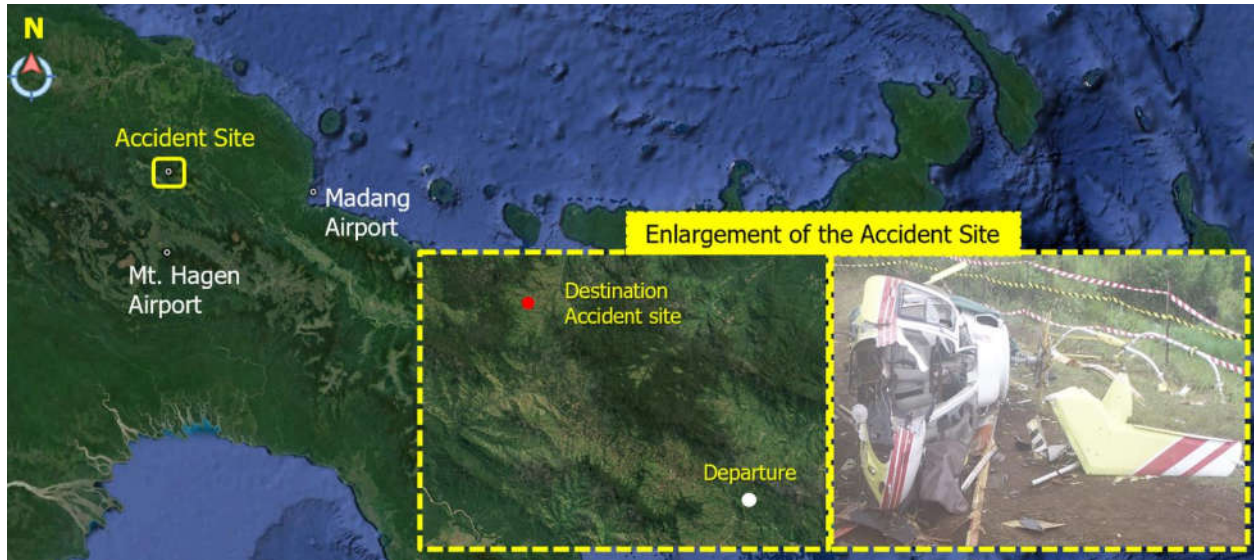 N
Accident Site
Madang
Airport
Mt. Hagen
Airport
Enlargement of the Accident Site
Destination
Accident site
Departure